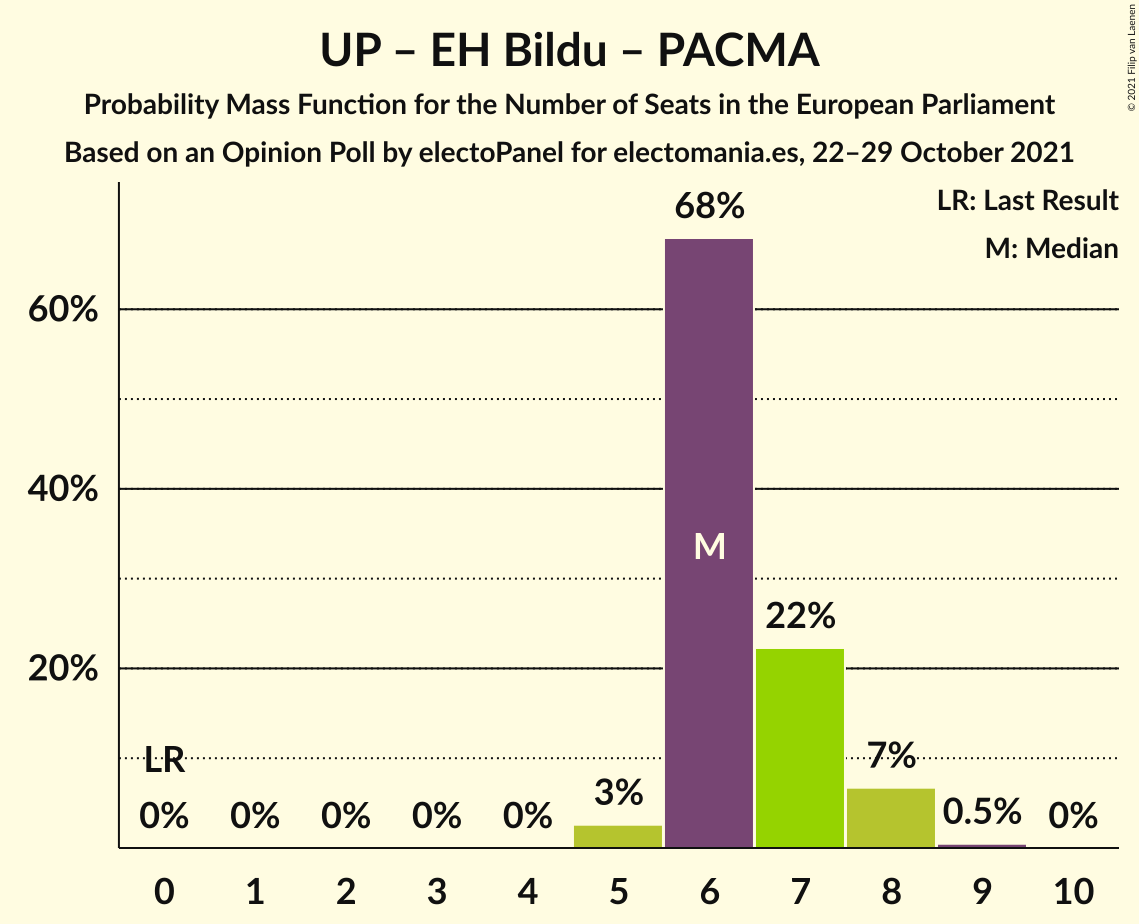 UP – EH Bildu – PACMA
Probability Mass Function for the Number of Seats in the European Parliament
Based on an Opinion Poll by electoPanel for electomania.es, 22–29 October 2021
© 2021 Filip van Laenen
LR: Last Result
M: Median
68%
60%
40%
M
22%
20%
LR
7%
3%
0.5%
0% 0% 0% 0% 0% 0%
0 1 2 3 4 5 6 7 8 9 10